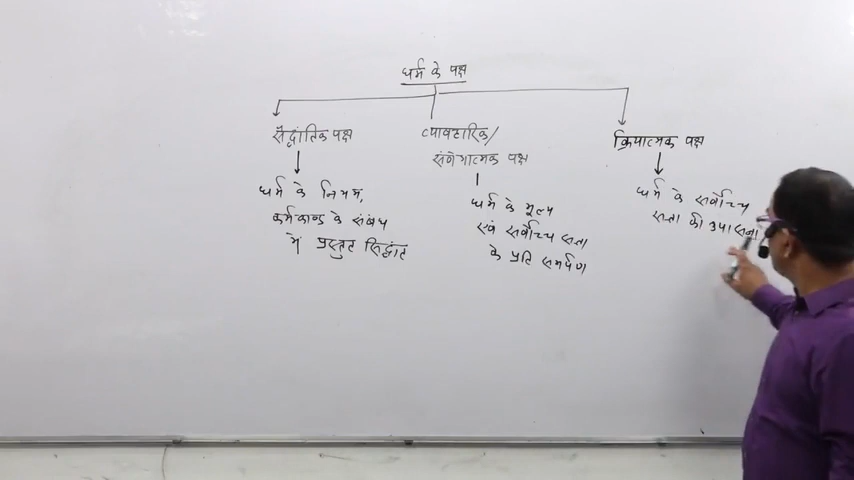 धर्म के पक्ष
सैद्धांतिक पक्ष
धर्म के नियम,
कर्मकाण्ड के संबंध
में प्रस्तुत सिद्धांत
व्यावहारिक/
संवेगात्मक पक्ष
धर्म के मूल्य
एवं सर्वोच्च सत्ता
के प्रति समर्पण
क्रियात्मक पक्ष
धर्म के सर्वोच्च
सत्ता की उपासना